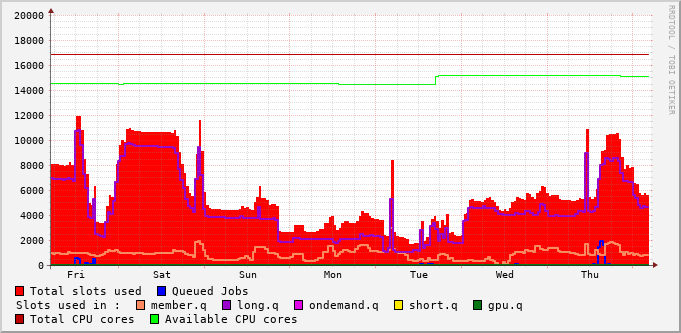 20000
18000
16000
14000
12000
10000
8000
6000
4000
2000
0
Fri Sat Sun Mon Tue Wed Thu
RRDTOOL / TOBI OETIKER
Total slots used Queued Jobs
Slots used in : member.q long.q ondemand.q short.q gpu.q
Total CPU cores Available CPU cores